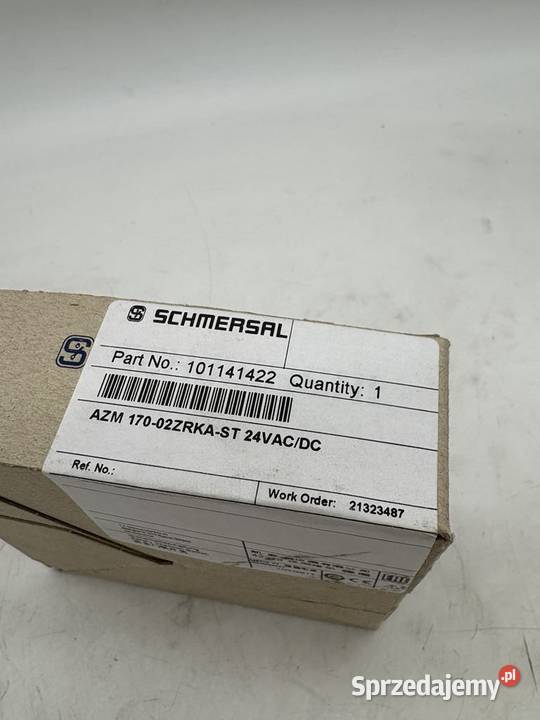 SCHMERSAL
Part No.: 101141422 Quantity: 1
AZM 170-02ZRKA-ST 24VAC/DC
Ref. No.:
Work Order: 21323487
EAC
Sprzedajemy.pl